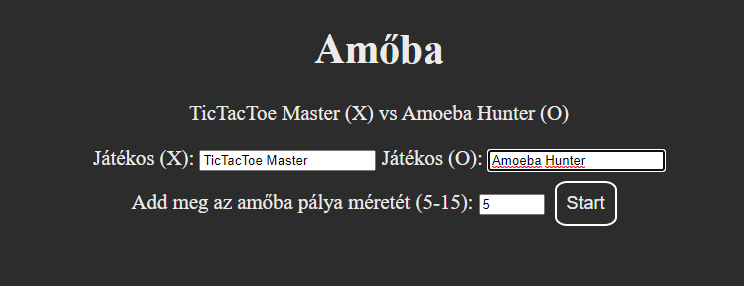 Amőba
TicTacToe Master (X) vs Amoeba Hunter (O)
Játékos (X): TicTacToe Master Játékos (O): Amoeba Hunter
Add meg az amőba pálya méretét (5-15): 5 Start